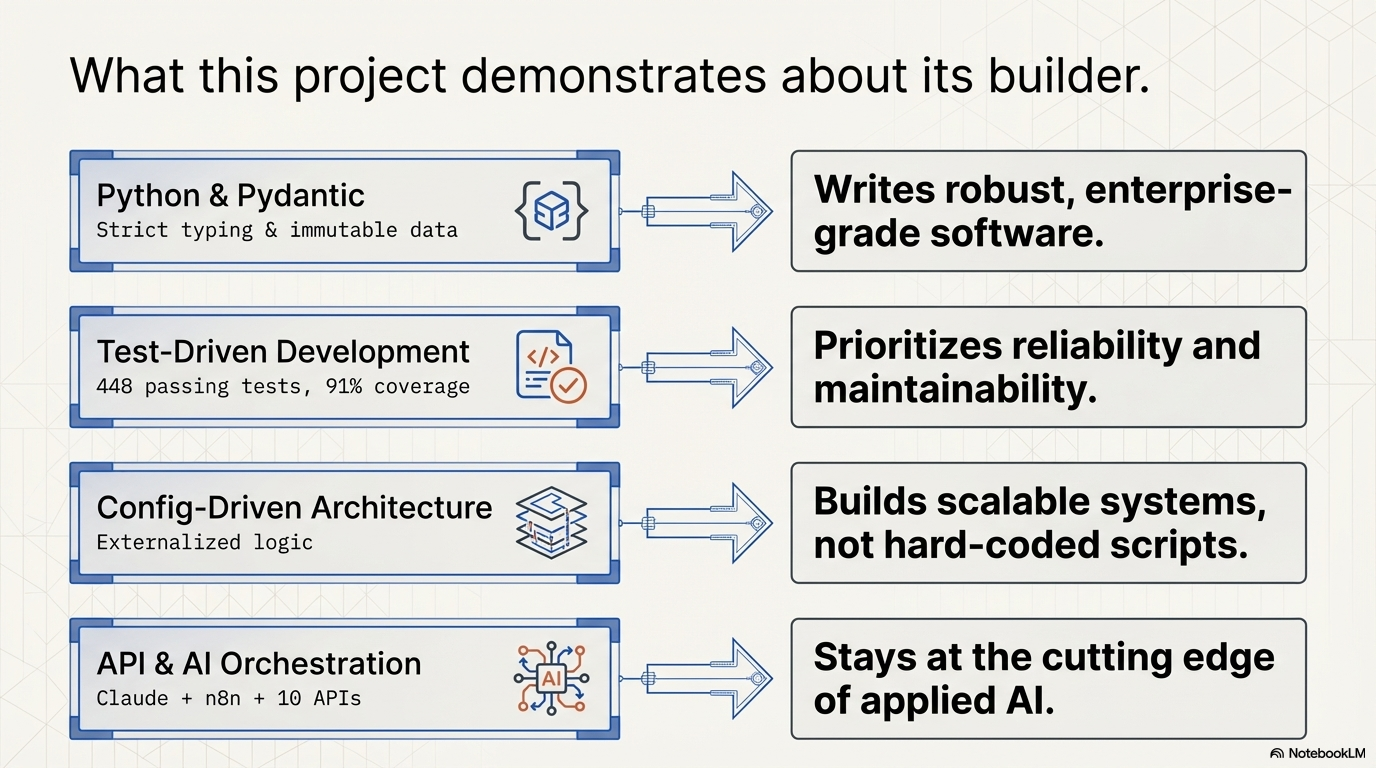 What this project demonstrates about its builder.
Python & Pydantic
Strict typing & immutable data
Writes robust, enterprise-
grade software.
Test-Driven Development
448 passing tests, 91% coverage
</>
Prioritizes reliability and
maintainability.
Config-Driven Architecture
Externalized logic
Builds scalable systems,
not hard-coded scripts.
API & AI Orchestration
Claude + n8n + 10 APIs
AI
Stays at the cutting edge
of applied AI.
NotebookLM